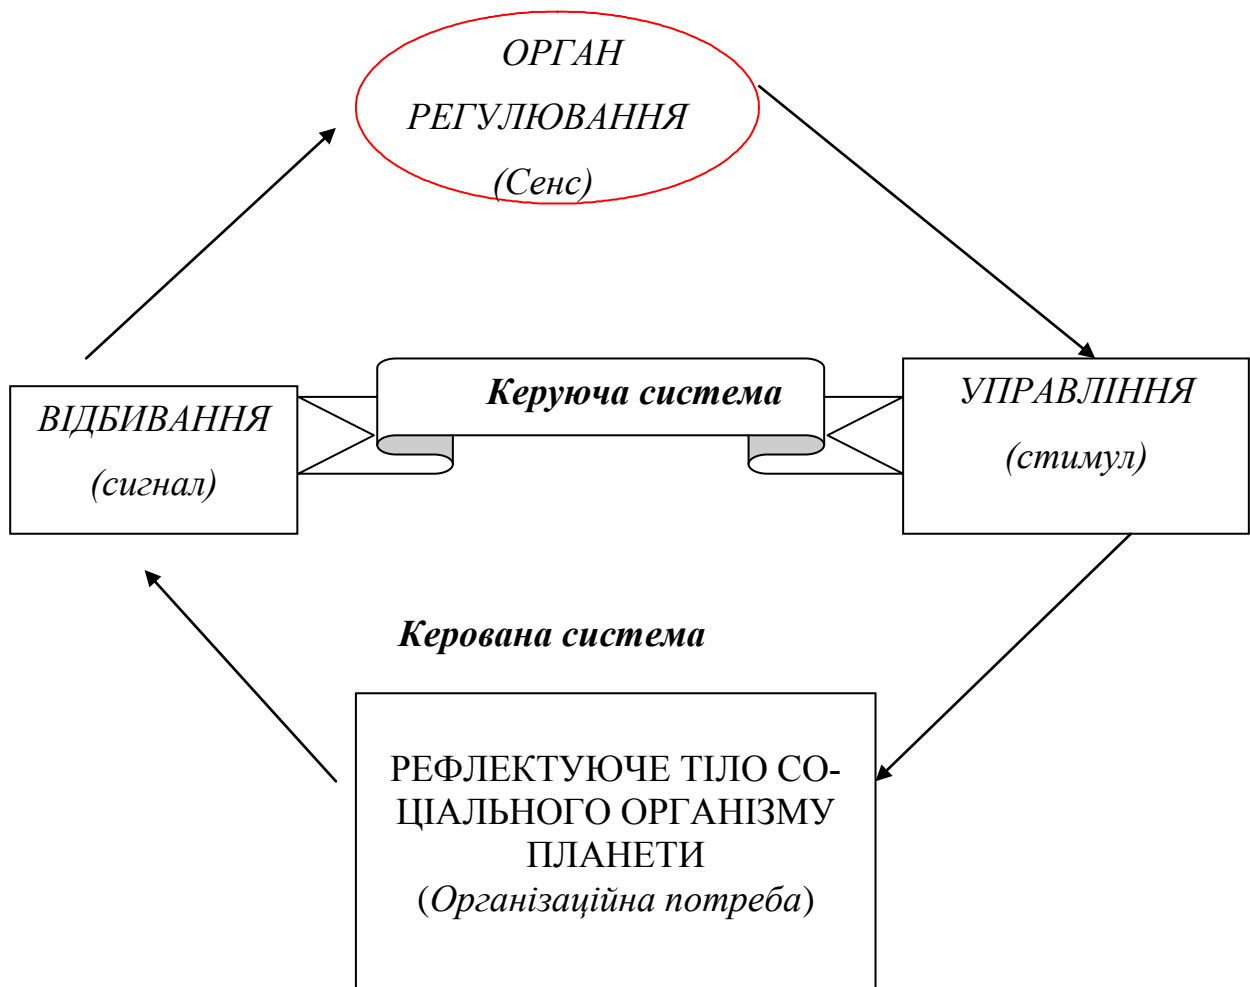 ОРГАН
РЕГУЛЮВАННЯ
(Сенс)
Керуюча система
ВІДБИВАННЯ
(сигнал)
УПРАВЛІННЯ
(стимул)
Керована система
РЕФЛЕКТУЮЧЕ ТІЛО СО-
ЦІАЛЬНОГО ОРГАНІЗМУ
ПЛАНЕТИ
(Організаційна потреба)